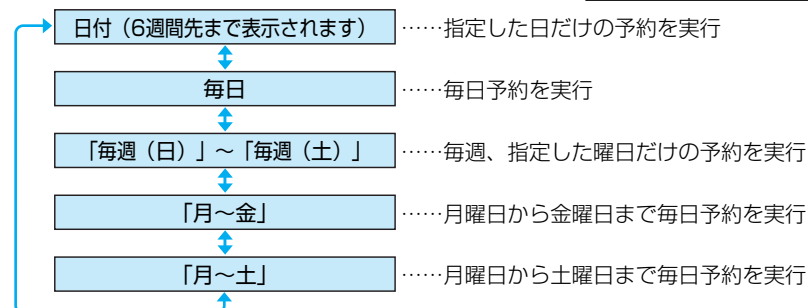 日付（6週間先まで表示されます）……指定した日だけの予約を実行
毎日……毎日予約を実行
「毎週（日）」～「毎週（土）」……毎週、指定した曜日だけの予約を実行
「月～金」……月曜日から金曜日まで毎日予約を実行
「月～土」……月曜日から土曜日まで毎日予約を実行